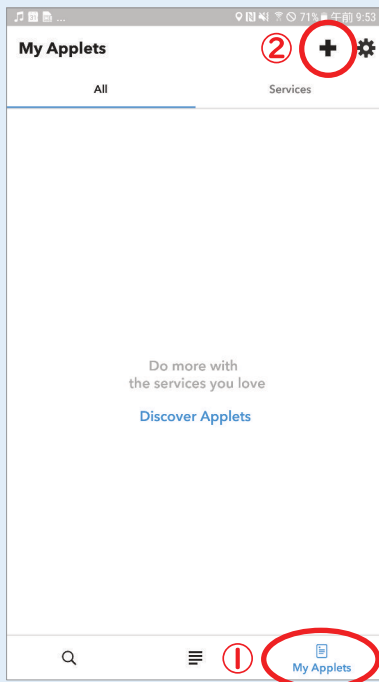 ... 71% 午前 9:53
My Applets ②
All Services
Do more with
the services you love
Discover Applets
①
My Applets